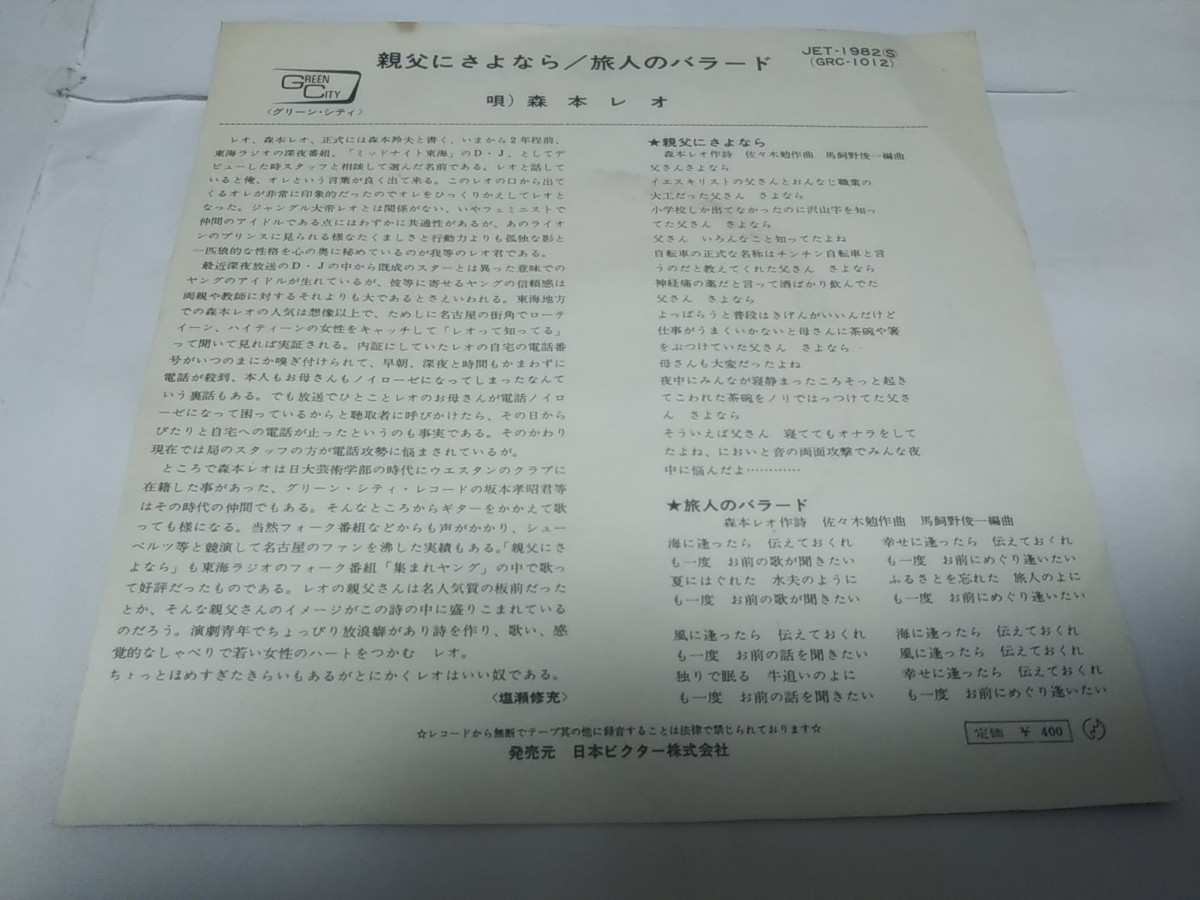 親父にさよなら／旅人のバラード
JET-1982Ⓢ
(GRC-1012)
GREEN CITY
〈グリーン・シティ〉
唄）森本レオ
レオ、森本レオ、正式には森本羚夫と書く、いまから2年程前、
東海ラジオの深夜番組、「ミッドナイト東海」のD・J、としてデ
ビューした時スタッフと相談して選んだ名前である。レオと話して
いると俺、オレという言葉が良く出て来る。このレオの口から出て
くるオレが非常に印象的だったのでオレをひっくりかえしてレオと
なった。ジャングル大帝レオとは関係がない、いやフェミニストで
仲間のアイドルである点にはわずかに共通性があるが、あのライオ
ンのプリンスに見られる様なたくましさと行動力よりも孤独な影と
一匹狼的な性格を心の奥に秘めているのが我等のレオ君である。
最近深夜放送のD・Jの中から既成のスターとは異った意味での
ヤングのアイドルが生れているが、彼等に寄せるヤングの信頼感は
両親や教師に対するそれよりも大であるとさえいわれる。東海地方
での森本レオの人気は想像以上で、ためしに名古屋の街角でローテ
イーン、ハイティーンの女性をキャッチして「レオって知ってる」
って聞いて見れば実証される。内証にしていたレオの自宅の電話番
号がいつのまにか嗅ぎ付けられて、早朝、深夜と時間もかまわずに
電話が殺到、本人もお母さんもノイローゼになってしまったなんて
いう裏話もある。でも放送でひとことレオのお母さんが電話ノイロ
ーゼになって困っているからと聴取者に呼びかけたら、その日から
ぴたりと自宅への電話が止ったというのも事実である。そのかわり
現在では局のスタッフの方が電話攻勢に悩まされているが。
ところで森本レオは日大芸術学部の時代にウエスタンのクラブに
在籍した事があった、グリーン・シティ・レコードの坂本孝昭君等
はその時代の仲間でもある。そんなところからギターをかかえて歌
っても様になる。当然フォーク番組などからも声がかかり、シュー
ベルツ等と競演して名古屋のファンを沸した実績もある。「親父にさ
よなら」も東海ラジオのフォーク番組「集まれヤング」の中で歌っ
て好評だったものである。レオの親父さんは名人気質の板前だった
とか、そんな親父さんのイメージがこの詩の中に盛りこまれている
のだろう。演劇青年でちょっぴり放浪癖があり詩を作り、歌い、感
覚的なしゃべりで若い女性のハートをつかむ　レオ。
ちょっとほめすぎたきらいもあるがとにかくレオはいい奴である。
〈塩瀬修充〉
★親父にさよなら
森本レオ作詩　佐々木勉作曲　馬飼野俊一編曲
父さんさよなら
イエスキリストの父さんとおんなじ職業の
大工だった父さん　さよなら
小学校しか出てなかったのに沢山字を知っ
てた父さん　さよなら
父さん　いろんなこと知ってたよね
自転車の正式な名称はチンチン自転車と言
うのだと教えてくれた父さん　さよなら
神経痛の薬だと言って酒ばかり飲んでた
父さん　さよなら
よっぱらうと普段はきげんがいいんだけど
仕事がうまくいかないと母さんに茶碗や箸
をぶつけていた父さん　さよなら
母さんも大変だったよね
夜中にみんなが寝静まったころそっと起き
てこわれた茶碗をノリではっつけてた父さ
ん　さよなら
そういえば父さん　寝ててもオナラをして
たよね、においと音の両面攻撃でみんな夜
中に悩んだよ…………
★旅人のバラード
森本レオ作詩　佐々木勉作曲　馬飼野俊一編曲
海に逢ったら　伝えておくれ
も一度　お前の歌が聞きたい
夏にはぐれた　水夫のように
も一度　お前の歌が聞きたい
風に逢ったら　伝えておくれ
も一度　お前の話を聞きたい
独りで眠る　牛追いのよに
も一度　お前の話を聞きたい
幸せに逢ったら　伝えておくれ
も一度　お前にめぐり逢いたい
ふるさとを忘れた　旅人のよに
も一度　お前にめぐり逢いたい
海に逢ったら　伝えておくれ
風に逢ったら　伝えておくれ
幸せに逢ったら　伝えておくれ
も一度　お前にめぐり逢いたい
☆レコードから無断でテープ其の他に録音することは法律で禁じられております☆
発売元　日本ビクター株式会社
定価　￥400